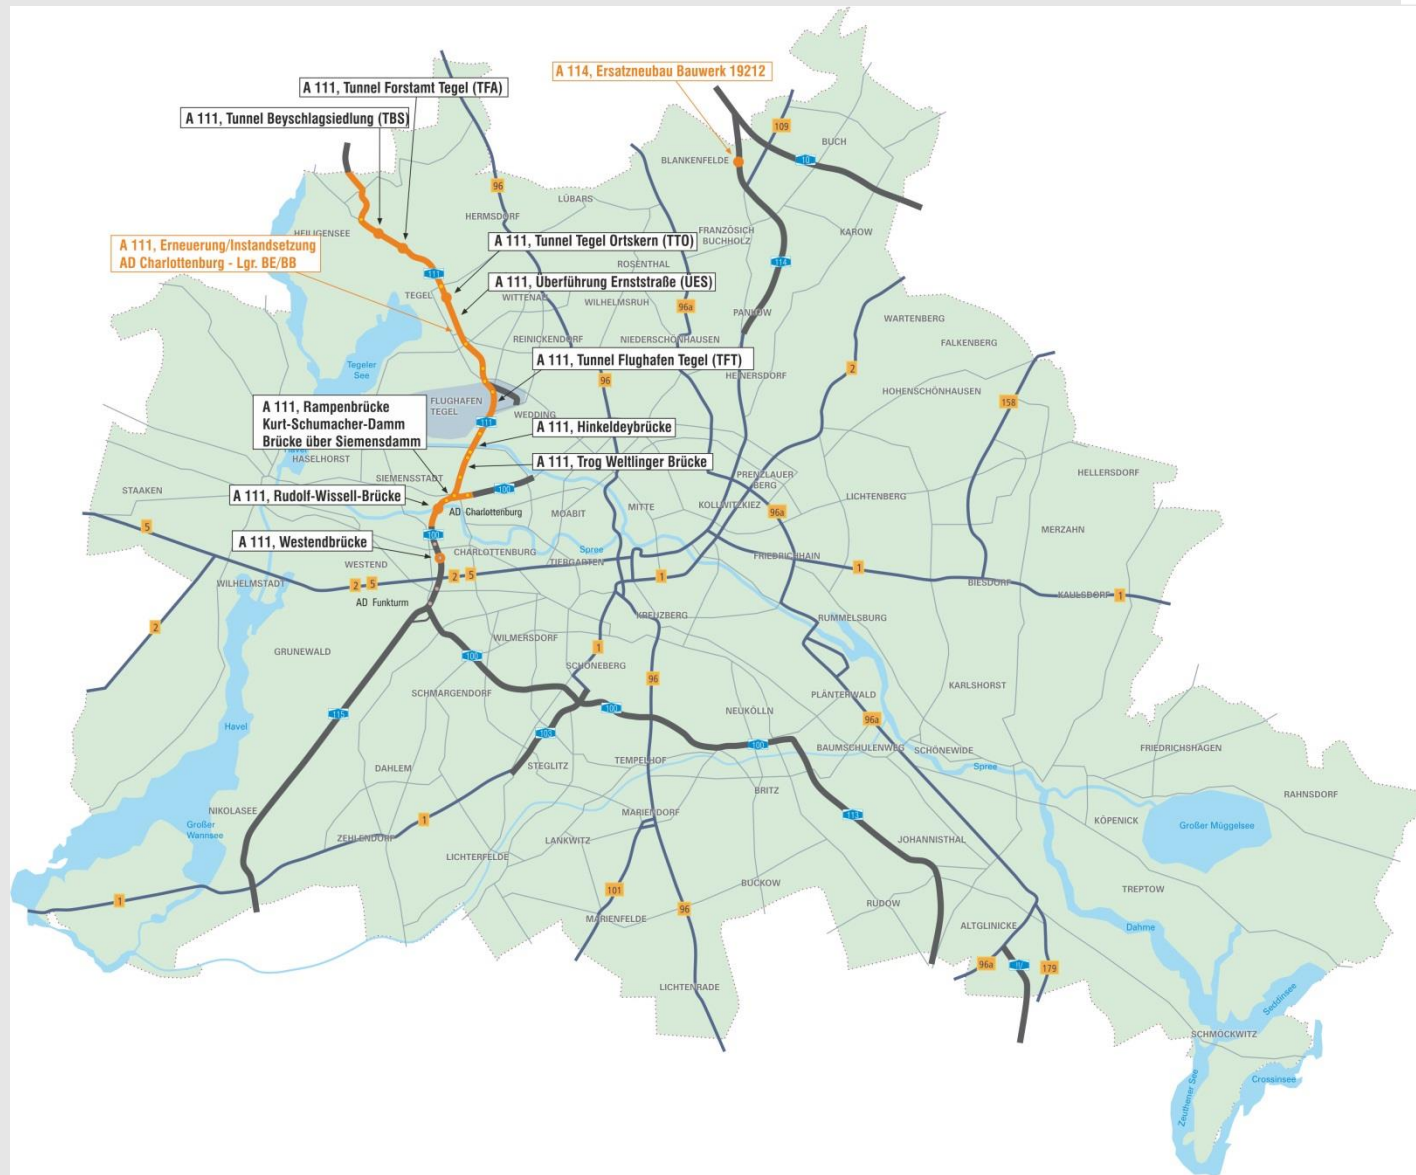 A 111, Tunnel Forstamt Tegel (TFA)
A 114, Ersatzneubau Bauwerk 19212
A 111, Tunnel Beyschlagsiedlung (TBS)
109
BUCH
10
BLANKENFELDE
96
LÜBARS
HERMSDORF
HEILIGENSEE
FRANZÖSICH
BUCHHOLZ
KAROW
A 111, Erneuerung/Instandsetzung
AD Charlottenburg - Lgr. BE/BB
A 111, Tunnel Tegel Ortskern (TTO)
ROSENTHAL
114
111
A 111, Überführung Ernststraße (UES)
TEGEL
WITTENAU
WILHELMSRUH
96a
PANKOW
WARTENBERG
REINICKENDORF
NIEDERSCHÖNHAUSEN
FALKENBERG
A 111, Tunnel Flughafen Tegel (TFT)
Tegeler
See
2
HEINERSDORF
96
HOHENSCHÖNHAUSEN
158
FLUGHAFEN
TEGEL
WEDDING
111
A 111, Rampenbrücke
Kurt-Schumacher-Damm
Brücke über Siemensdamm
A 111, Hinkeldeybrücke
Havel
HASELHORST
A 111, Trog Weltlinger Brücke
PRENZLAUER
BERG
HELLERSDORF
SIEMENSSTADT
STAAKEN
100
A 111, Rudolf-Wissell-Brücke
AD Charlottenburg
MOABIT
MITTE
KOLLWITZKIEZ
LICHTENBERG
96a
MERZAHN
5
100
A 111, Westendbrücke
CHARLOTTENBURG
Spree
TIERGARTEN
FRIEDRICHHAIN
WESTEND
1
WILHELMSTADT
2
5
2
5
1
BIESDORF
KAULSDORF
1
AD Funkturm
KREUZBERG
RUMMELSBURG
2
WILMERSDORF
GRUNEWALD
100
1
SCHÖNEBERG
96
SCHMARGENDORF
PLÄNTERWALD
KARLSHORST
115
100
NEUKÖLLN
96a
Havel
103
100
BAUMSCHULENWEG
SCHÖNEWIDE
FRIEDRICHSHAGEN
DAHLEM
STEGLITZ
TEMPELHOF
Spree
BRITZ
RAHNSDORF
NIKOLASEE
MARIENDORF
113
Großer
Wannsee
1
KÖPENICK
Großer Müggelsee
ZEHLENDORF
LANKWITZ
JOHANNISTHAL
LICHTERFELDE
BUCKOW
101
TREPTOW
1
96
RUDOW
MARIENFELDE
ALTGLINICKE
Dahme
96a
179
LICHTENRADE
Seddinsee
SCHMÖCKWITZ
Zeuthener See
Crossinsee